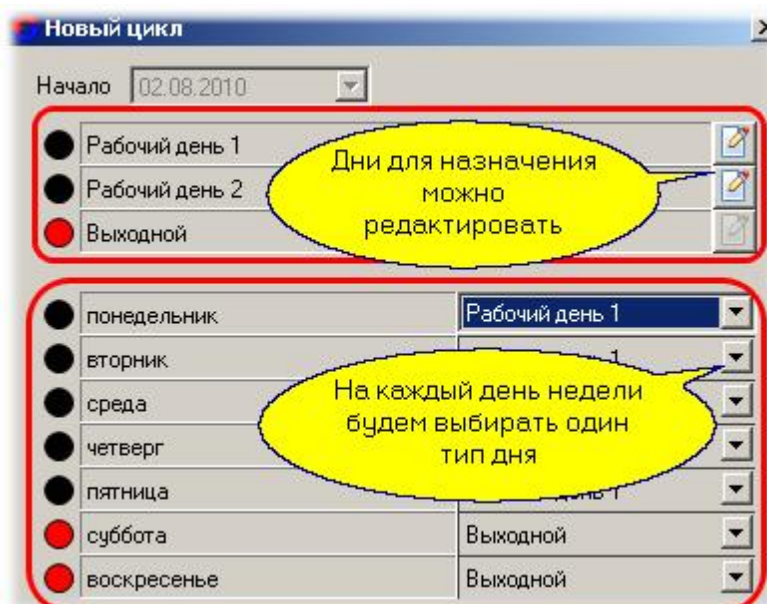 Новый цикл
Начало 02.08.2010
Рабочий день 1
Рабочий день 2
Выходной
Дни для назначения
можно
редактировать
понедельник Рабочий день 1
вторник 1
среда
четверг
пятница 1
суббота Выходной
воскресенье Выходной
На каждый день недели
будем выбирать один
тип дня